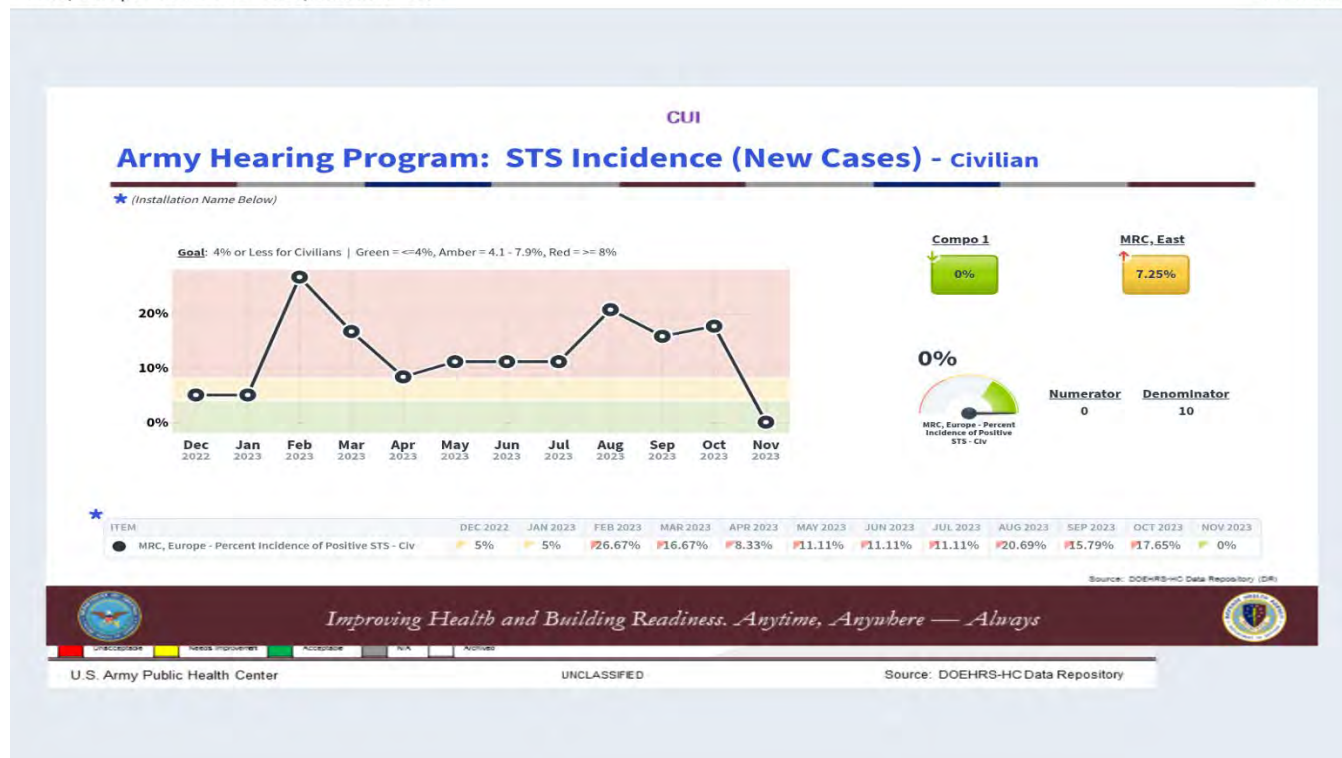 CUI
Army Hearing Program: STS Incidence (New Cases) - Civilian
* (Installation Name Below)
Goal: 4% or Less for Civilians | Green = <=4%, Amber = 4.1 - 7.9%, Red = >= 8%
20%
10%
0%
Dec Jan Feb Mar Apr May Jun Jul Aug Sep Oct Nov
2022 2023 2023 2023 2023 2023 2023 2023 2023 2023 2023 2023
Compo 1 MRC, East
0% 7.25%
0%
MRC, Europe - Percent
Incidence of Positive
STS - Civ
Numerator Denominator
0 10
*
ITEM DEC 2022 JAN 2023 FEB 2023 MAR 2023 APR 2023 MAY 2023 JUN 2023 JUL 2023 AUG 2023 SEP 2023 OCT 2023 NOV 2023
MRC, Europe - Percent Incidence of Positive STS - Civ 5% 5% 26.67% 16.67% 8.33% 11.11% 11.11% 11.11% 20.69% 15.79% 17.65% 0%
Source: DOEHRS-HC Data Repository (DR)
Improving Health and Building Readiness. Anytime, Anywhere — Always
Unacceptable Needs Improvement Acceptable N/A Archived
U.S. Army Public Health Center UNCLASSIFIED Source: DOEHRS-HC Data Repository